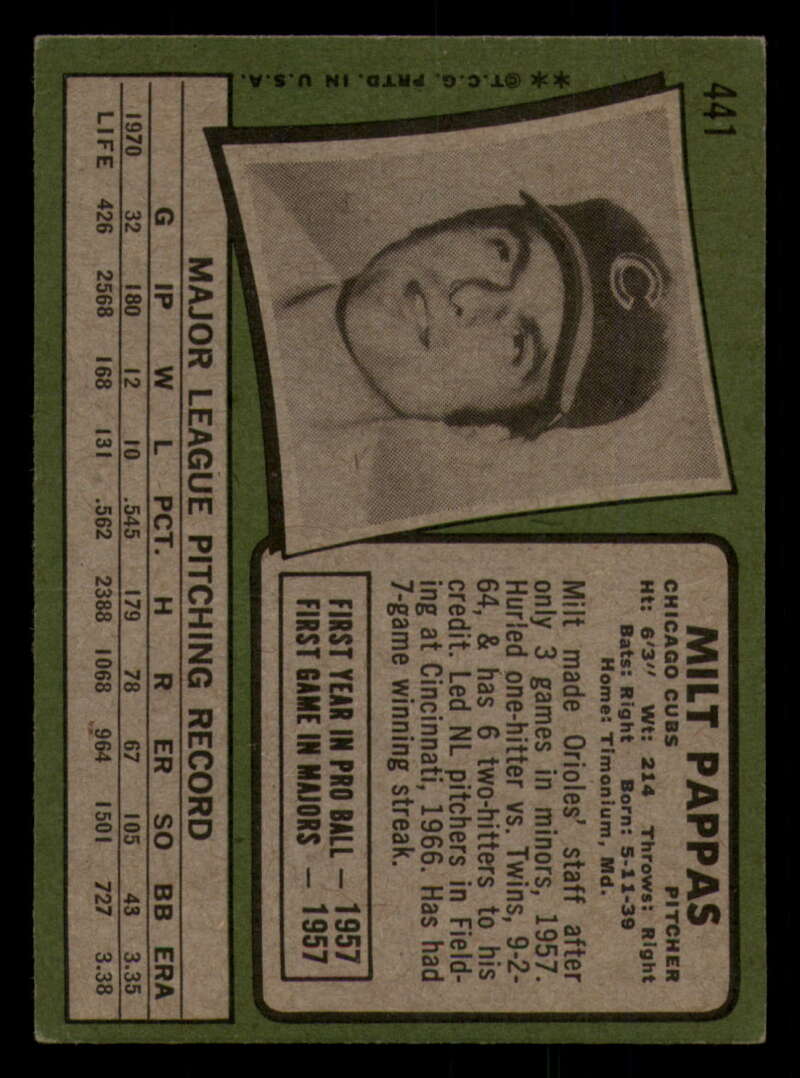 441
MILT PAPPAS
CHICAGO CUBS PITCHER
Ht: 6'3" Wt: 214 Throws: Right
Bats: Right Born: 5-11-39
Home: Timonium, Md.
Milt made Orioles' staff after
only 3 games in minors, 1957.
Hurled one-hitter vs. Twins, 9-2-
64, & has 6 two-hitters to his
credit. Led NL pitchers in Field-
ing at Cincinnati, 1966. Has had
7-game winning streak.
FIRST YEAR IN PRO BALL — 1957
FIRST GAME IN MAJORS — 1957
C
**©T.C.G. PRTD. IN U.S.A.
MAJOR LEAGUE PITCHING RECORD
G IP W L PCT. H R ER SO BB ERA
1970 32 180 12 10 .545 179 78 67 105 43 3.35
LIFE 426 2568 168 131 .562 2388 1068 964 1501 727 3.38